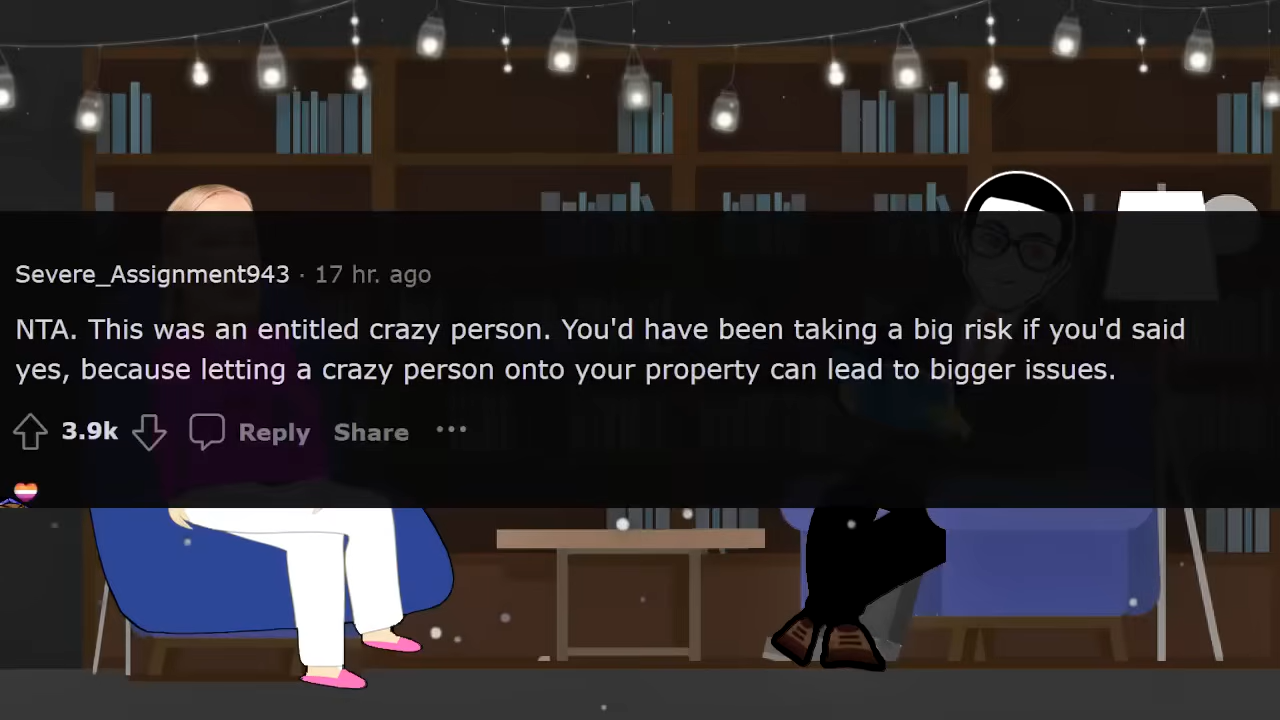 Severe_Assignment943 · 17 hr. ago
NTA. This was an entitled crazy person. You'd have been taking a big risk if you'd said
yes, because letting a crazy person onto your property can lead to bigger issues.
3.9k Reply Share ···